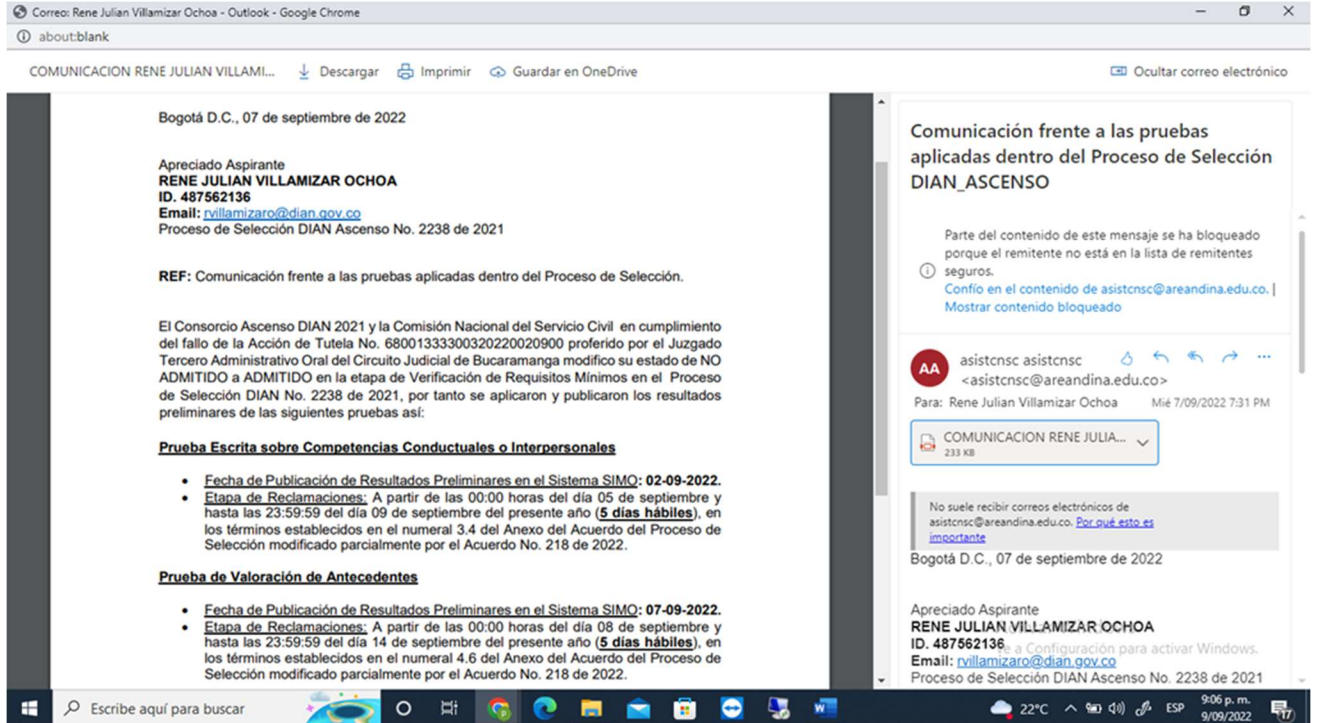 Correo: Rene Julian Villamizar Ochoa - Outlook - Google Chrome
about:blank
COMUNICACION RENE JULIAN VILLAMI...
Descargar
Imprimir
Guardar en OneDrive
Ocultar correo electrónico
Bogotá D.C., 07 de septiembre de 2022
Apreciado Aspirante
RENE JULIAN VILLAMIZAR OCHOA
ID. 487562136
Email: rvillamizaro@dian.gov.co
Proceso de Selección DIAN Ascenso No. 2238 de 2021
REF: Comunicación frente a las pruebas aplicadas dentro del Proceso de Selección.
El Consorcio Ascenso DIAN 2021 y la Comisión Nacional del Servicio Civil en cumplimiento
del fallo de la Acción de Tutela No. 68001333300320220020900 proferido por el Juzgado
Tercero Administrativo Oral del Circuito Judicial de Bucaramanga modifico su estado de NO
ADMITIDO a ADMITIDO en la etapa de Verificación de Requisitos Mínimos en el Proceso
de Selección DIAN No. 2238 de 2021, por tanto se aplicaron y publicaron los resultados
preliminares de las siguientes pruebas así:
Prueba Escrita sobre Competencias Conductuales o Interpersonales
• Fecha de Publicación de Resultados Preliminares en el Sistema SIMO: 02-09-2022.
• Etapa de Reclamaciones: A partir de las 00:00 horas del día 05 de septiembre y
hasta las 23:59:59 del día 09 de septiembre del presente año (5 días hábiles), en
los términos establecidos en el numeral 3.4 del Anexo del Acuerdo del Proceso de
Selección modificado parcialmente por el Acuerdo No. 218 de 2022.
Prueba de Valoración de Antecedentes
• Fecha de Publicación de Resultados Preliminares en el Sistema SIMO: 07-09-2022.
• Etapa de Reclamaciones: A partir de las 00:00 horas del día 08 de septiembre y
hasta las 23:59:59 del día 14 de septiembre del presente año (5 días hábiles), en
los términos establecidos en el numeral 4.6 del Anexo del Acuerdo del Proceso de
Selección modificado parcialmente por el Acuerdo No. 218 de 2022.
Comunicación frente a las pruebas
aplicadas dentro del Proceso de Selección
DIAN_ASCENSO
Parte del contenido de este mensaje se ha bloqueado
porque el remitente no está en la lista de remitentes
seguros.
Confío en el contenido de asistcnsc@areandina.edu.co. |
Mostrar contenido bloqueado
AA
asistcnsc asistcnsc
<asistcnsc@areandina.edu.co>
Para: Rene Julian Villamizar Ochoa
Mié 7/09/2022 7:31 PM
COMUNICACION RENE JULIA...
233 KB
No suele recibir correos electrónicos de
asistcnsc@areandina.edu.co. Por qué esto es
importante
Bogotá D.C., 07 de septiembre de 2022
Apreciado Aspirante
RENE JULIAN VILLAMIZAR OCHOA
ID. 487562136
a Configuración para activar Windows.
Email: rvillamizaro@dian.gov.co
Proceso de Selección DIAN Ascenso No. 2238 de 2021
Escribe aquí para buscar
22°C
ESP
9:06 p. m.
9/09/2022
17